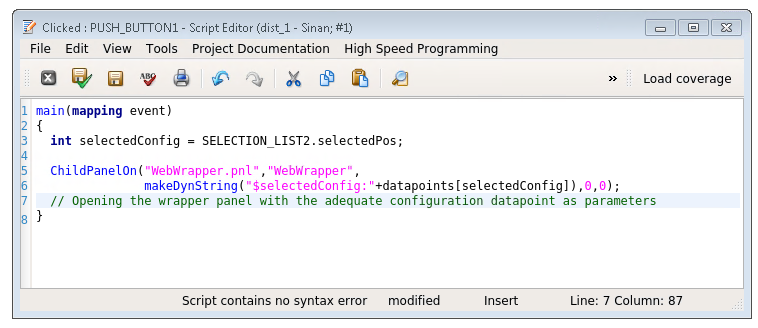 Clicked : PUSH_BUTTON1 - Script Editor (dist_1 - Sinan; #1)
File Edit View Tools Project Documentation High Speed Programming
ABC » Load coverage
1 main(mapping event)
2 {
3 int selectedConfig = SELECTION_LIST2.selectedPos;
4
5 ChildPanelOn("WebWrapper.pnl","WebWrapper",
6 makeDynString("$selectedConfig:"+datapoints[selectedConfig]),0,0);
7 // Opening the wrapper panel with the adequate configuration datapoint as parameters
8 }
Script contains no syntax error modified Insert Line: 7 Column: 87